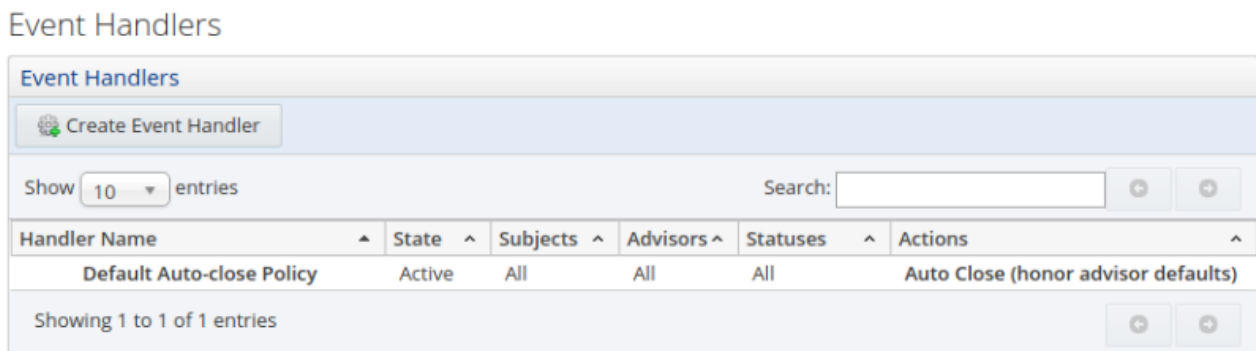 Event Handlers
Event Handlers
Create Event Handler
Show 10 entries Search:
Handler Name State Subjects Advisors Statuses Actions
Default Auto-close Policy Active All All All Auto Close (honor advisor defaults)
Showing 1 to 1 of 1 entries